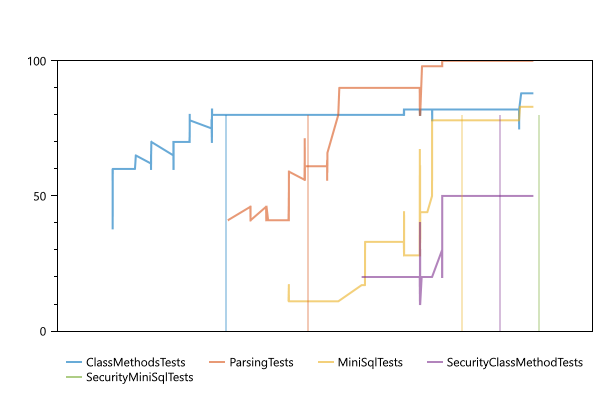 100
50
0
ClassMethodsTests ParsingTests MiniSqlTests SecurityClassMethodTests
SecurityMiniSqlTests